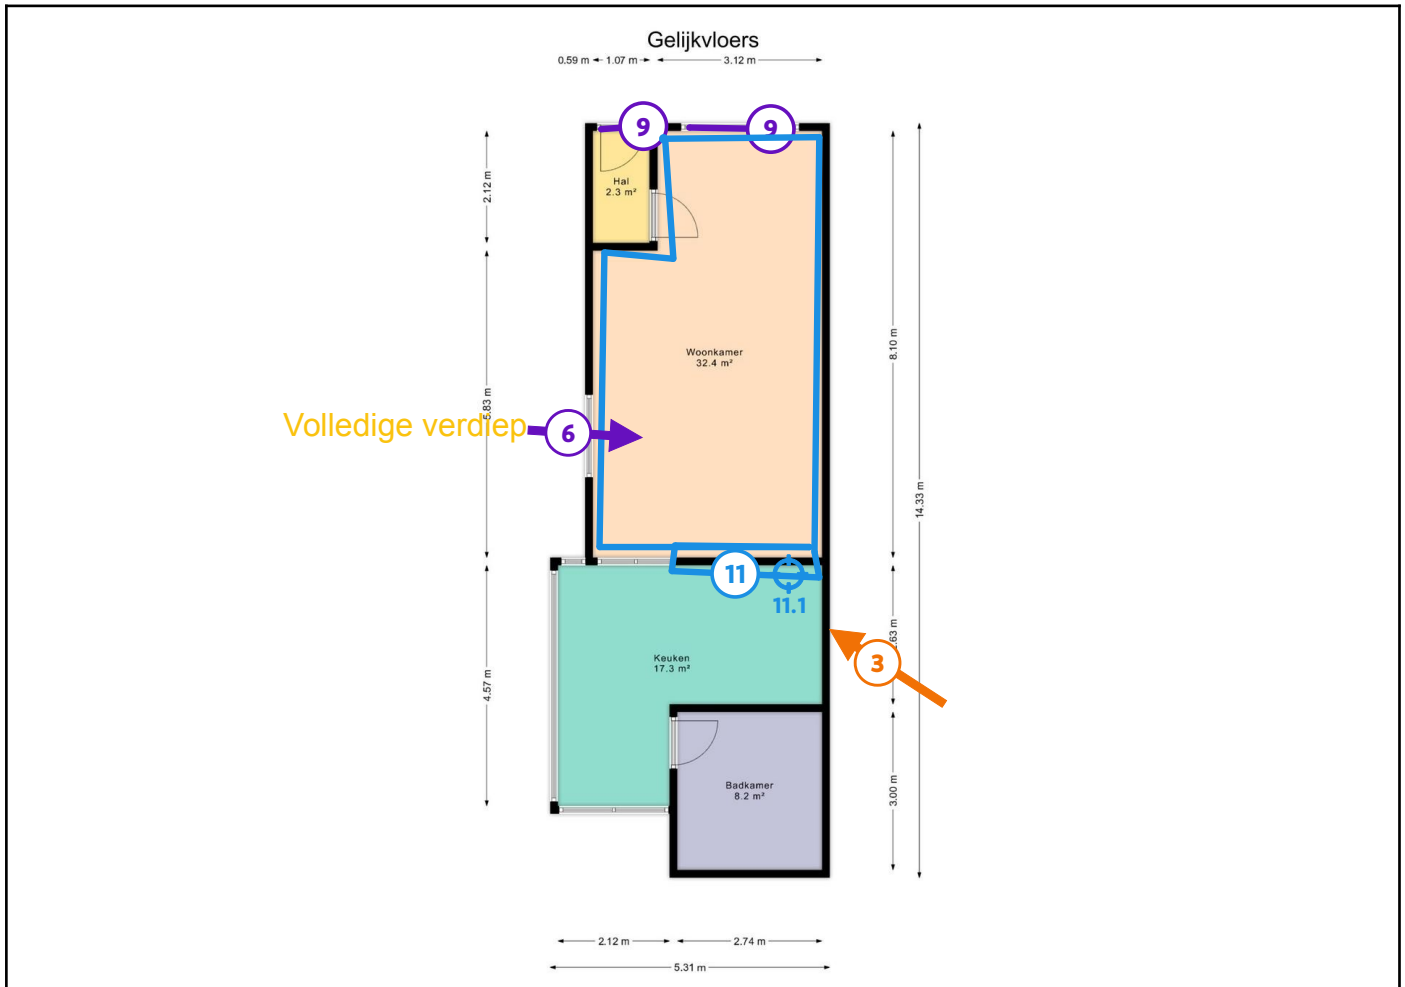 Gelijkvloers
0.59 m 1.07 m 3.12 m
9 9
2.12 m
Hal
2.3 m²
Woonkamer
32.4 m²
8.10 m
5.83 m
Volledige verdiep 6
14.33 m
11
11.1
.63 m
3
Keuken
17.3 m²
4.57 m
Badkamer
8.2 m²
3.00 m
2.12 m 2.74 m
5.31 m